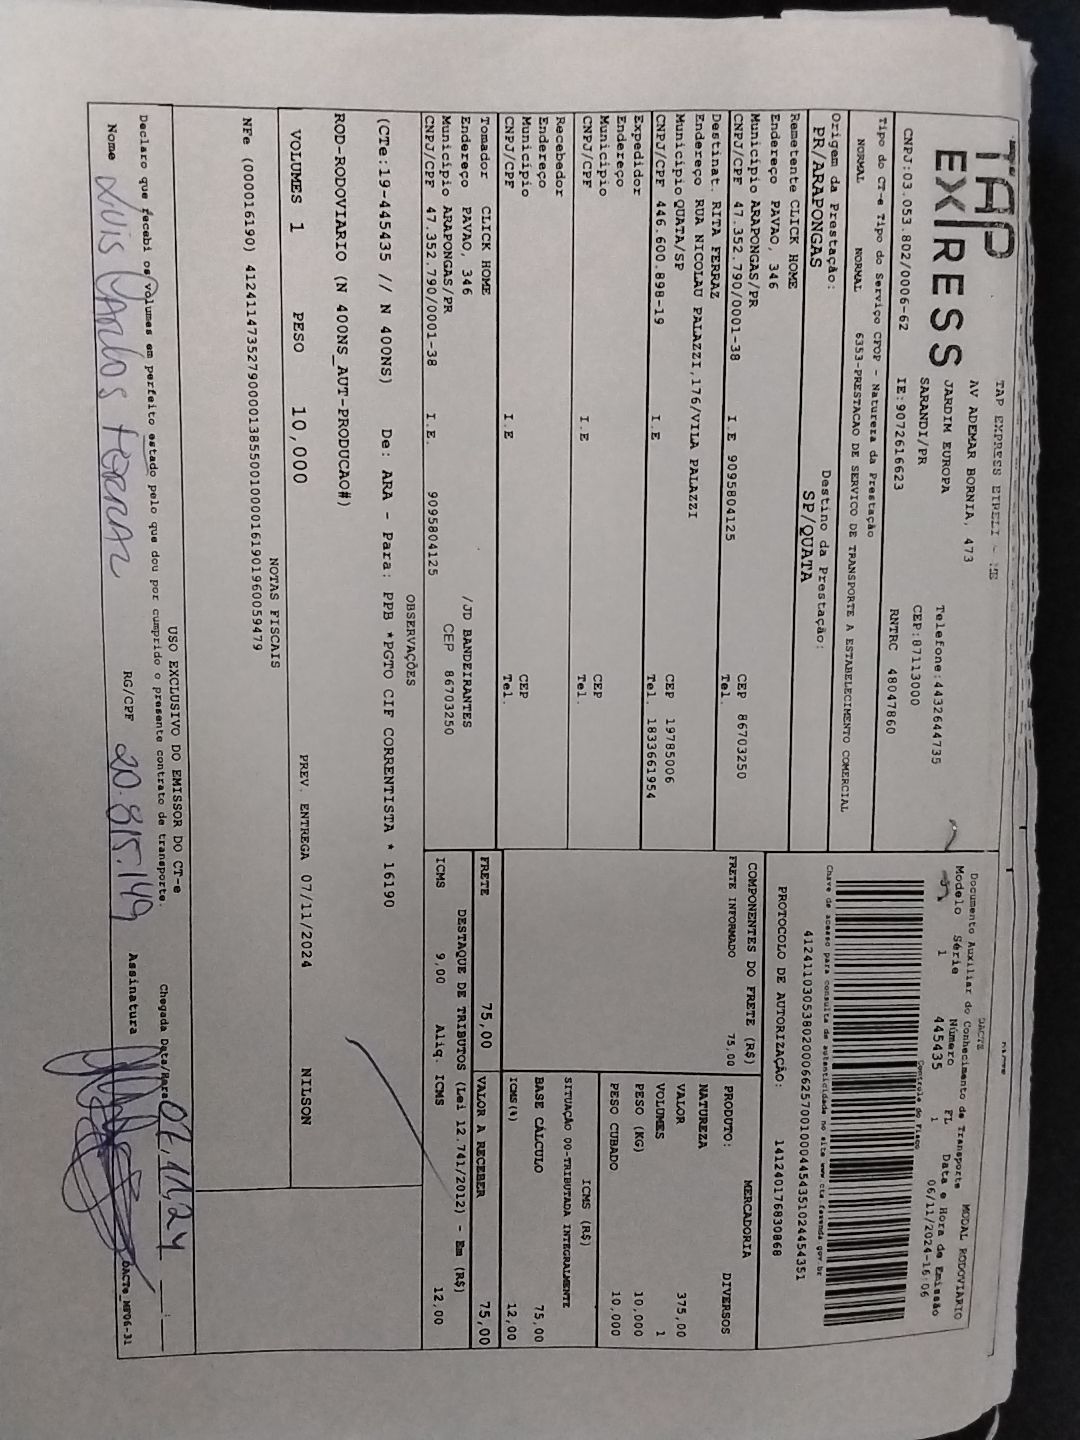 TAP EXPRESS
TAP EXPRESS EIRELI - ME
AV ADEMAR BORNIA, 473
JARDIM EUROPA
SARANDI/PR
Telefone:4432644735
CEP:87113000
CNPJ:03.053.802/0006-62 IE:9072616623 RNTRC 48047860
DACTE
Documento Auxiliar do Conhecimento de Transporte MODAL RODOVIARIO
Modelo Série Número FL Data e Hora de Emissão
57 1 445435 1 06/11/2024-16:06
Controle do Fisco
Chave de acesso para consulta de autenticidade no site www.cte.fazenda.gov.br
41241103053802000662570010004454351024454351
PROTOCOLO DE AUTORIZAÇÃO: 141240176830868
Tipo do CT-e Tipo do Serviço CFOP - Natureza da Prestação
NORMAL NORMAL 6353-PRESTACAO DE SERVICO DE TRANSPORTE A ESTABELECIMENTO COMERCIAL
Origem da Prestação: Destino da Prestação:
PR/ARAPONGAS SP/QUATA
Remetente CLICK HOME
Endereço PAVAO, 346
Município ARAPONGAS/PR CEP 86703250
CNPJ/CPF 47.352.790/0001-38 I.E 9095804125 Tel.
Destinat. RITA FERRAZ
Endereço RUA NICOLAU PALAZZI,176/VILA PALAZZI
Município QUATA/SP CEP 19785006
CNPJ/CPF 446.600.898-19 I.E Tel. 1833661954
Expedidor
Endereço
Município CEP
CNPJ/CPF I.E Tel.
Recebedor
Endereço
Município CEP
CNPJ/CPF I.E Tel.
Tomador CLICK HOME
Endereço PAVAO, 346 /JD BANDEIRANTES
Município ARAPONGAS/PR CEP 86703250
CNPJ/CPF 47.352.790/0001-38 I.E. 9095804125
COMPONENTES DO FRETE (R$)
FRETE INFORMADO 75,00
PRODUTO: MERCADORIA
NATUREZA DIVERSOS
VALOR 375,00
VOLUMES 1
PESO (KG) 10,000
PESO CUBADO 10,000
ICMS (R$)
SITUAÇÃO 00-TRIBUTADA INTEGRALMENTE
BASE CÁLCULO 75,00
ICMS(%) 12,00
FRETE 75,00 VALOR A RECEBER 75,00
DESTAQUE DE TRIBUTOS (Lei 12.741/2012) - Em (R$)
ICMS 9,00 Aliq. ICMS 12,00
OBSERVAÇÕES
(CTe:19-445435 // N 400NS) De: ARA - Para: PPB *PGTO CIF CORRENTISTA * 16190
ROD-RODOVIARIO (N 400NS_AUT-PRODUCAO#)
VOLUMES 1 PESO 10,000 PREV. ENTREGA 07/11/2024 NILSON
NOTAS FISCAIS
NFe (000016190) 41241147352790000138550010000161901960059479
USO EXCLUSIVO DO EMISSOR DO CT-e
Declaro que recebi os volumes em perfeito estado pelo que dou por cumprido o presente contrato de transporte.
Chegada Data/Hora 07,11,24 __:__
Nome Luis Carlos Ferraz RG/CPF 20.815.149 Assinatura
DACTe_MF06-31